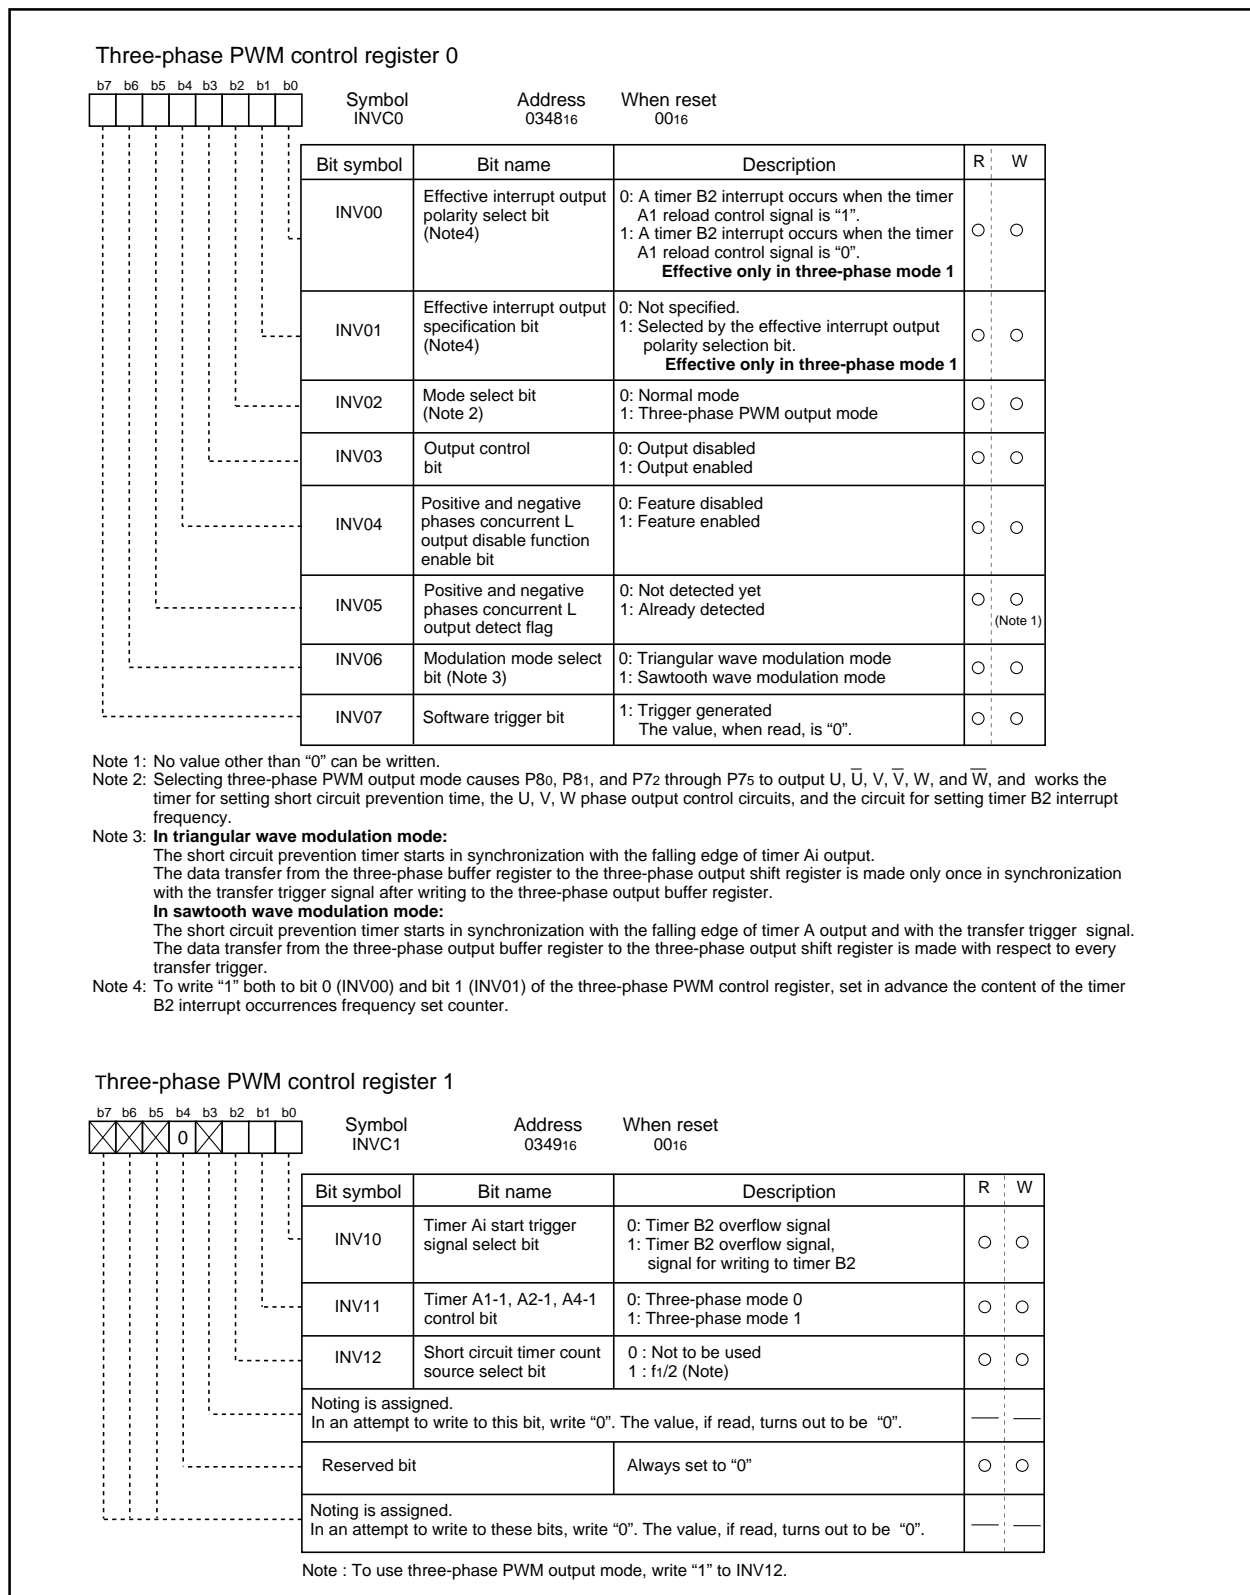 Three-phase PWM control register 0
b7 b6 b5 b4 b3 b2 b1 b0
Symbol Address When reset
INVC0 034816 0016
Bit symbol Bit name Description R W
INV00
Effective interrupt output
polarity select bit
(Note4)
0: A timer B2 interrupt occurs when the timer
A1 reload control signal is “1”.
1: A timer B2 interrupt occurs when the timer
A1 reload control signal is “0”.
Effective only in three-phase mode 1
INV01
Effective interrupt output
specification bit
(Note4)
0: Not specified.
1: Selected by the effective interrupt output
polarity selection bit.
Effective only in three-phase mode 1
INV02
Mode select bit
(Note 2)
0: Normal mode
1: Three-phase PWM output mode
INV03
Output control
bit
0: Output disabled
1: Output enabled
INV04
Positive and negative
phases concurrent L
output disable function
enable bit
0: Feature disabled
1: Feature enabled
INV05
Positive and negative
phases concurrent L
output detect flag
0: Not detected yet
1: Already detected
(Note 1)
INV06
Modulation mode select
bit (Note 3)
0: Triangular wave modulation mode
1: Sawtooth wave modulation mode
INV07
Software trigger bit
1: Trigger generated
The value, when read, is “0”.
Note 1: No value other than “0” can be written.
Note 2: Selecting three-phase PWM output mode causes P80, P81, and P72 through P75 to output U, U̅, V, V̅, W, and W̅, and works the
timer for setting short circuit prevention time, the U, V, W phase output control circuits, and the circuit for setting timer B2 interrupt
frequency.
Note 3: In triangular wave modulation mode:
The short circuit prevention timer starts in synchronization with the falling edge of timer Ai output.
The data transfer from the three-phase buffer register to the three-phase output shift register is made only once in synchronization
with the transfer trigger signal after writing to the three-phase output buffer register.
In sawtooth wave modulation mode:
The short circuit prevention timer starts in synchronization with the falling edge of timer A output and with the transfer trigger signal.
The data transfer from the three-phase output buffer register to the three-phase output shift register is made with respect to every
transfer trigger.
Note 4: To write “1” both to bit 0 (INV00) and bit 1 (INV01) of the three-phase PWM control register, set in advance the content of the timer
B2 interrupt occurrences frequency set counter.
Three-phase PWM control register 1
b7 b6 b5 b4 b3 b2 b1 b0
0
Symbol Address When reset
INVC1 034916 0016
Bit symbol Bit name Description R W
INV10
Timer Ai start trigger
signal select bit
0: Timer B2 overflow signal
1: Timer B2 overflow signal,
signal for writing to timer B2
INV11
Timer A1-1, A2-1, A4-1
control bit
0: Three-phase mode 0
1: Three-phase mode 1
INV12
Short circuit timer count
source select bit
0 : Not to be used
1 : f1/2 (Note)
Noting is assigned.
In an attempt to write to this bit, write “0”. The value, if read, turns out to be “0”.
Reserved bit Always set to “0”
Noting is assigned.
In an attempt to write to these bits, write “0”. The value, if read, turns out to be “0”.
Note : To use three-phase PWM output mode, write “1” to INV12.